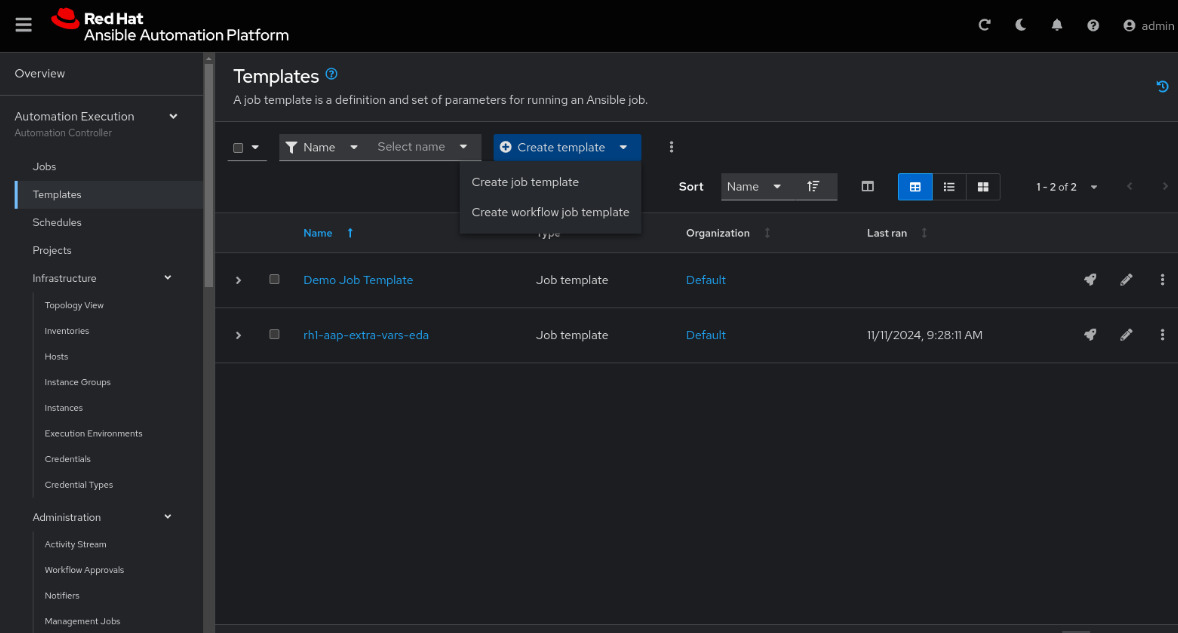 Red Hat
Ansible Automation Platform
admin
Overview
Automation Execution
Automation Controller
Jobs
Templates
Schedules
Projects
Infrastructure
Topology View
Inventories
Hosts
Instance Groups
Instances
Execution Environments
Credentials
Credential Types
Administration
Activity Stream
Workflow Approvals
Notifiers
Management Jobs
Templates
A job template is a definition and set of parameters for running an Ansible job.
Name Select name Create template
Create job template
Create workflow job template
Sort Name 1 - 2 of 2
Name Type Organization Last ran
Demo Job Template Job template Default
rh1-aap-extra-vars-eda Job template Default 11/11/2024, 9:28:11 AM